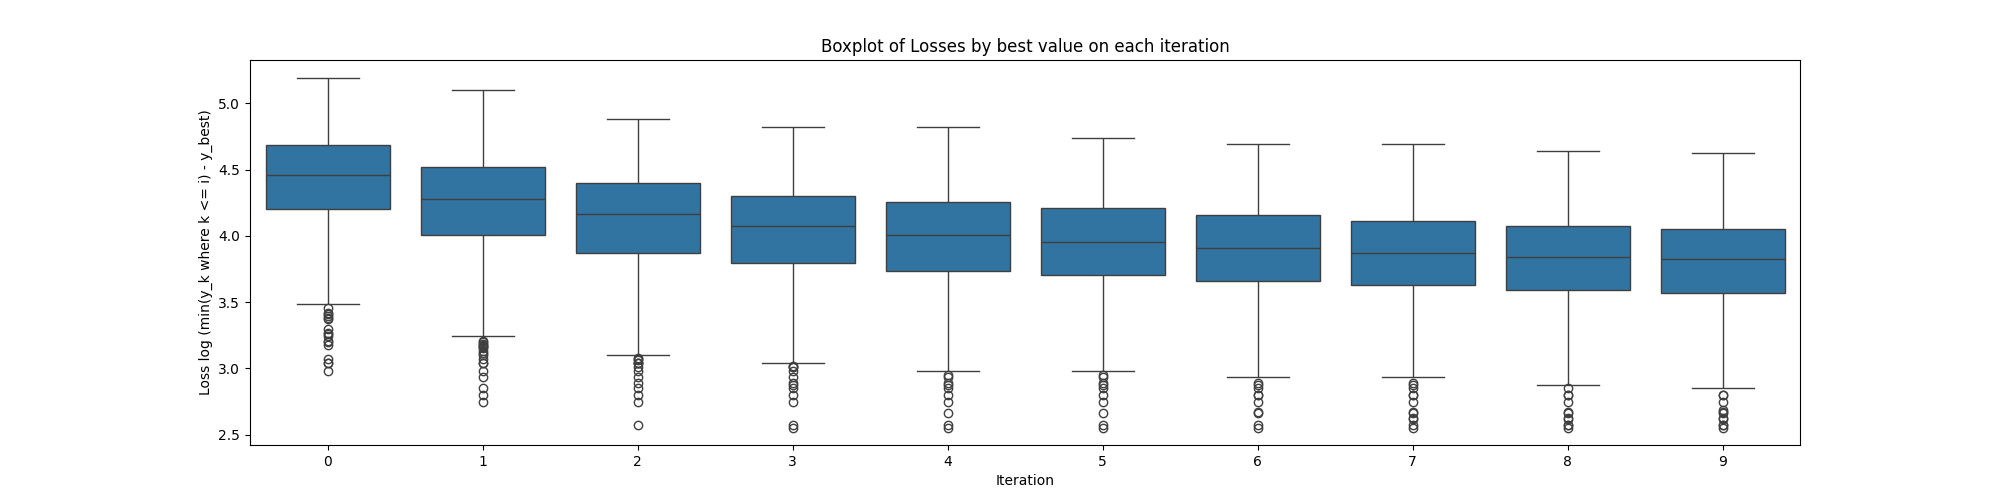 Boxplot of Losses by best value on each iteration
Loss log (min(y_k where k <= i) - y_best)
5.0
4.5
4.0
3.5
3.0
2.5
0 1 2 3 4 5 6 7 8 9
Iteration